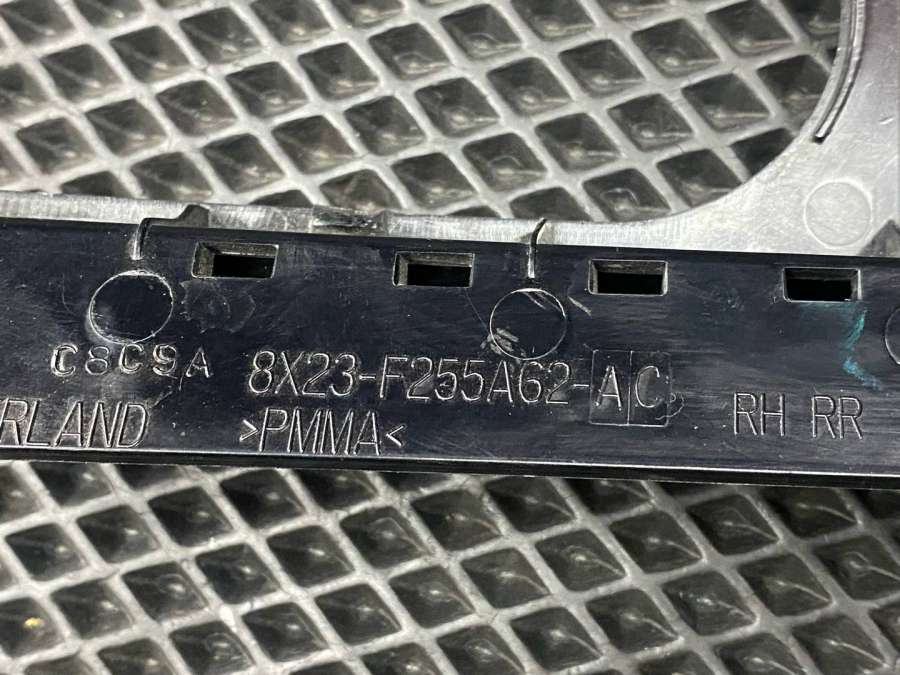 C8C9A 8X23-F255A62-AC RH RR
RLAND >PMMA<